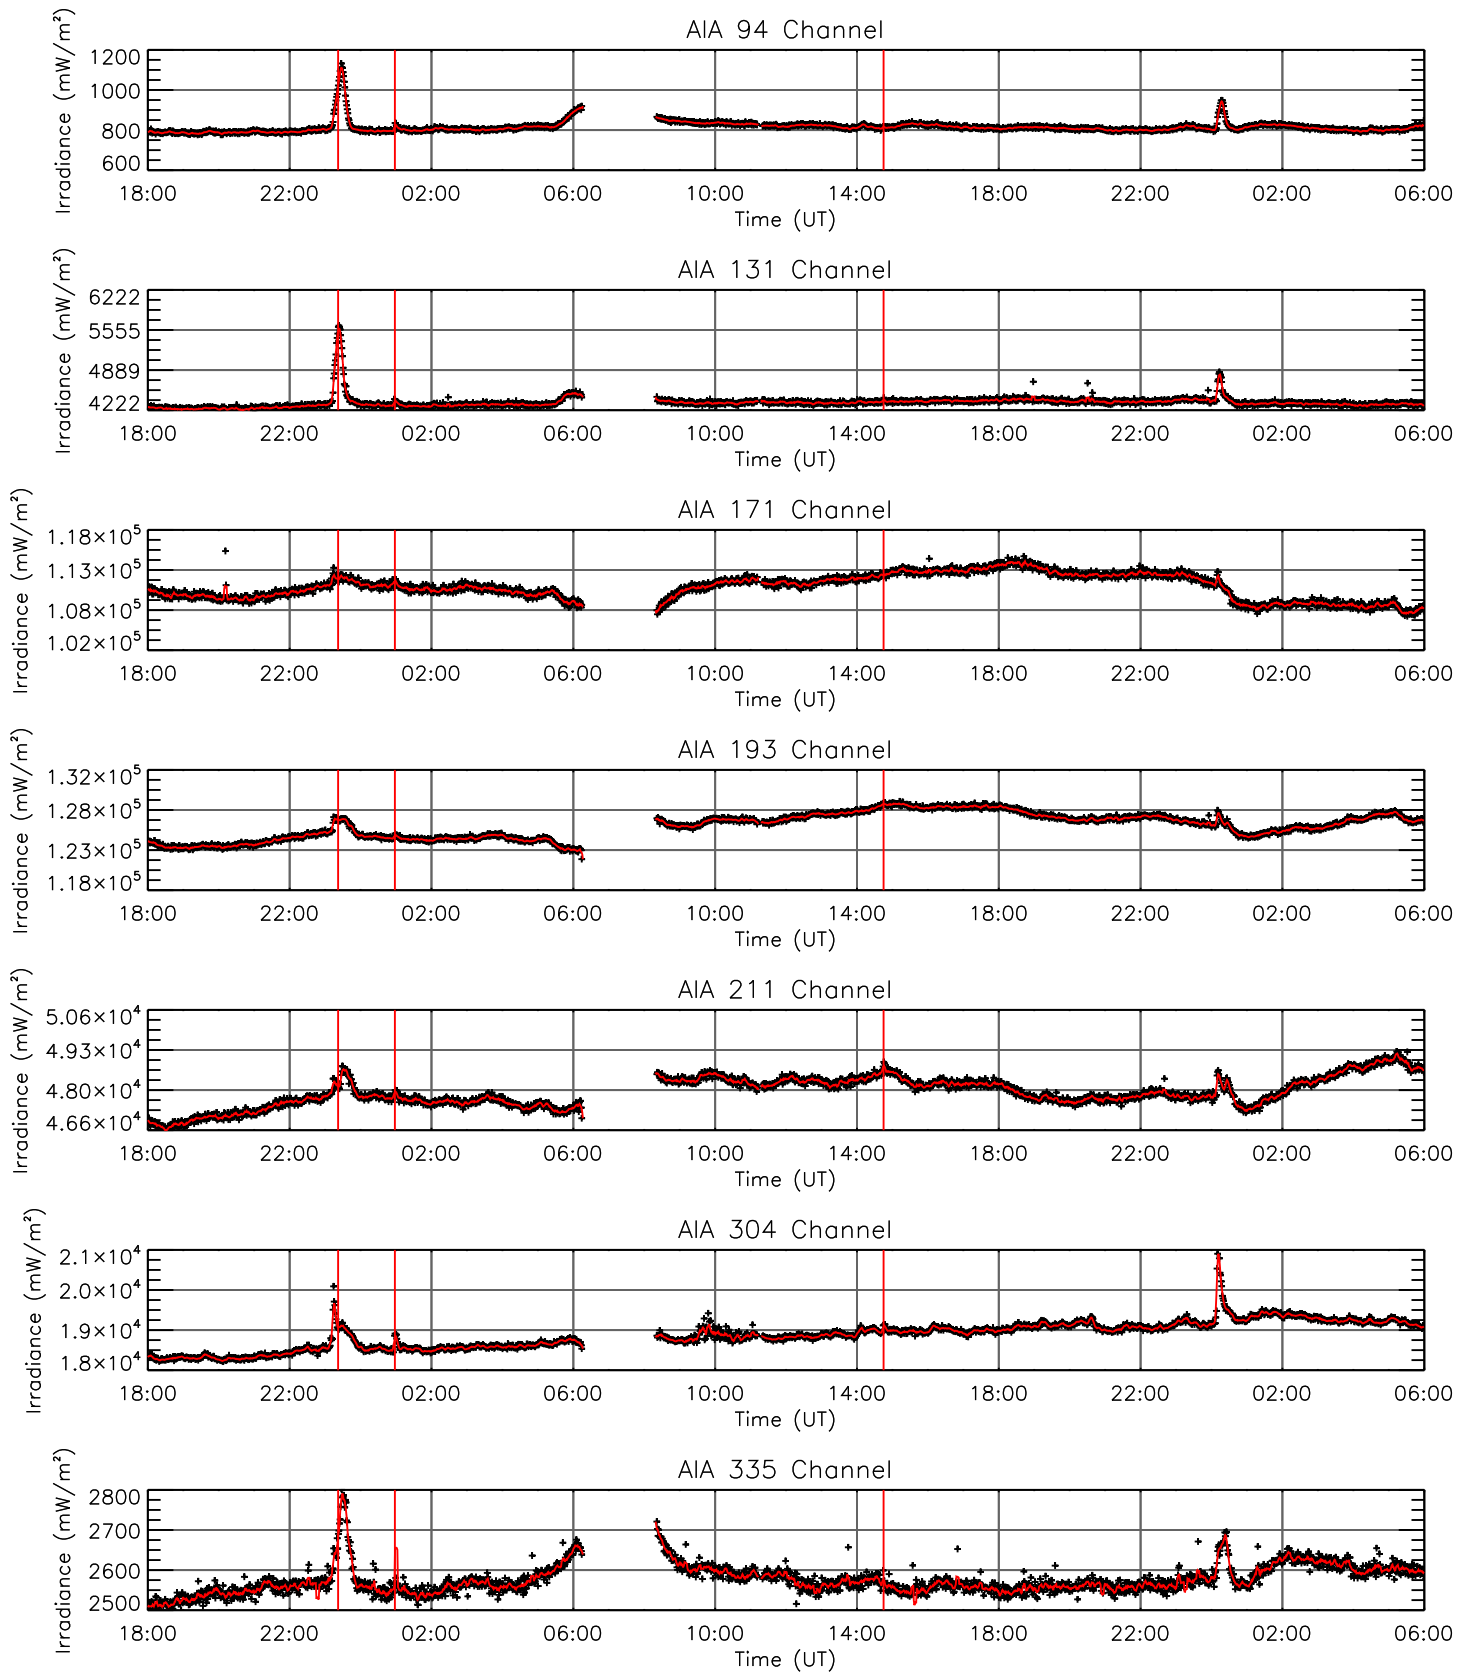 AIA 94 Channel
Irradiance (mW/m²)
1200
1000
800
600
18:00 22:00 02:00 06:00 10:00 14:00 18:00 22:00 02:00 06:00
Time (UT)
AIA 131 Channel
Irradiance (mW/m²)
6222
5555
4889
4222
18:00 22:00 02:00 06:00 10:00 14:00 18:00 22:00 02:00 06:00
Time (UT)
AIA 171 Channel
Irradiance (mW/m²)
1.18×10⁵
1.13×10⁵
1.08×10⁵
1.02×10⁵
18:00 22:00 02:00 06:00 10:00 14:00 18:00 22:00 02:00 06:00
Time (UT)
AIA 193 Channel
Irradiance (mW/m²)
1.32×10⁵
1.28×10⁵
1.23×10⁵
1.18×10⁵
18:00 22:00 02:00 06:00 10:00 14:00 18:00 22:00 02:00 06:00
Time (UT)
AIA 211 Channel
Irradiance (mW/m²)
5.06×10⁴
4.93×10⁴
4.80×10⁴
4.66×10⁴
18:00 22:00 02:00 06:00 10:00 14:00 18:00 22:00 02:00 06:00
Time (UT)
AIA 304 Channel
Irradiance (mW/m²)
2.1×10⁴
2.0×10⁴
1.9×10⁴
1.8×10⁴
18:00 22:00 02:00 06:00 10:00 14:00 18:00 22:00 02:00 06:00
Time (UT)
AIA 335 Channel
Irradiance (mW/m²)
2800
2700
2600
2500
18:00 22:00 02:00 06:00 10:00 14:00 18:00 22:00 02:00 06:00
Time (UT)